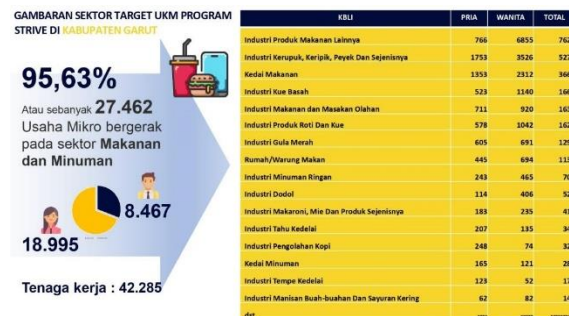 GAMBARAN SEKTOR TARGET UKM PROGRAM
STRIVE DI KABUPATEN GARUT
95,63%
Atau sebanyak 27.462
Usaha Mikro bergerak
pada sektor Makanan
dan Minuman
8.467
18.995
Tenaga kerja : 42.285
KBLI PRIA WANITA TOTAL
Industri Produk Makanan Lainnya 766 6855
Industri Kerupuk, Keripik, Peyek Dan Sejenisnya 1753 3526
Kedai Makanan 1353 2312
Industri Kue Basah 523 1140
Industri Makanan dan Masakan Olahan 711 920
Industri Produk Roti Dan Kue 578 1042
Industri Gula Merah 605 691
Rumah/Warung Makan 445 694
Industri Minuman Ringan 243 465
Industri Dodol 114 406
Industri Makaroni, Mie Dan Produk Sejenisnya 183 235
Industri Tahu Kedelai 207 135
Industri Pengolahan Kopi 248 74
Kedai Minuman 165 121
Industri Tempe Kedelai 123 52
Industri Manisan Buah-buahan Dan Sayuran Kering 62 82
dst